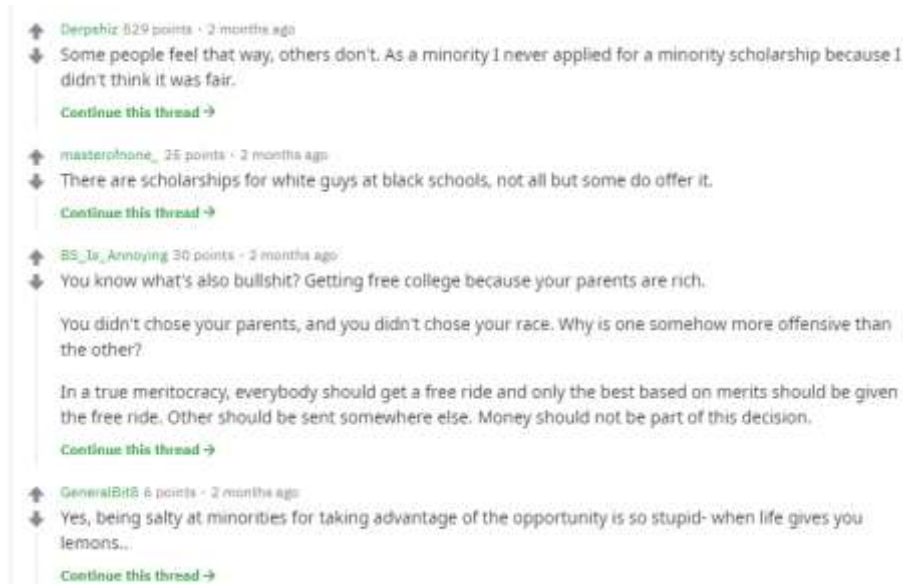 Derpshiz 529 points · 2 months ago
Some people feel that way, others don't. As a minority I never applied for a minority scholarship because I
didn't think it was fair.
Continue this thread →
masterofnone_ 25 points · 2 months ago
There are scholarships for white guys at black schools, not all but some do offer it.
Continue this thread →
BS_Is_Annoying 30 points · 2 months ago
You know what's also bullshit? Getting free college because your parents are rich.
You didn't chose your parents, and you didn't chose your race. Why is one somehow more offensive than
the other?
In a true meritocracy, everybody should get a free ride and only the best based on merits should be given
the free ride. Other should be sent somewhere else. Money should not be part of this decision.
Continue this thread →
GeneralBit8 6 points · 2 months ago
Yes, being salty at minorities for taking advantage of the opportunity is so stupid- when life gives you
lemons..
Continue this thread →